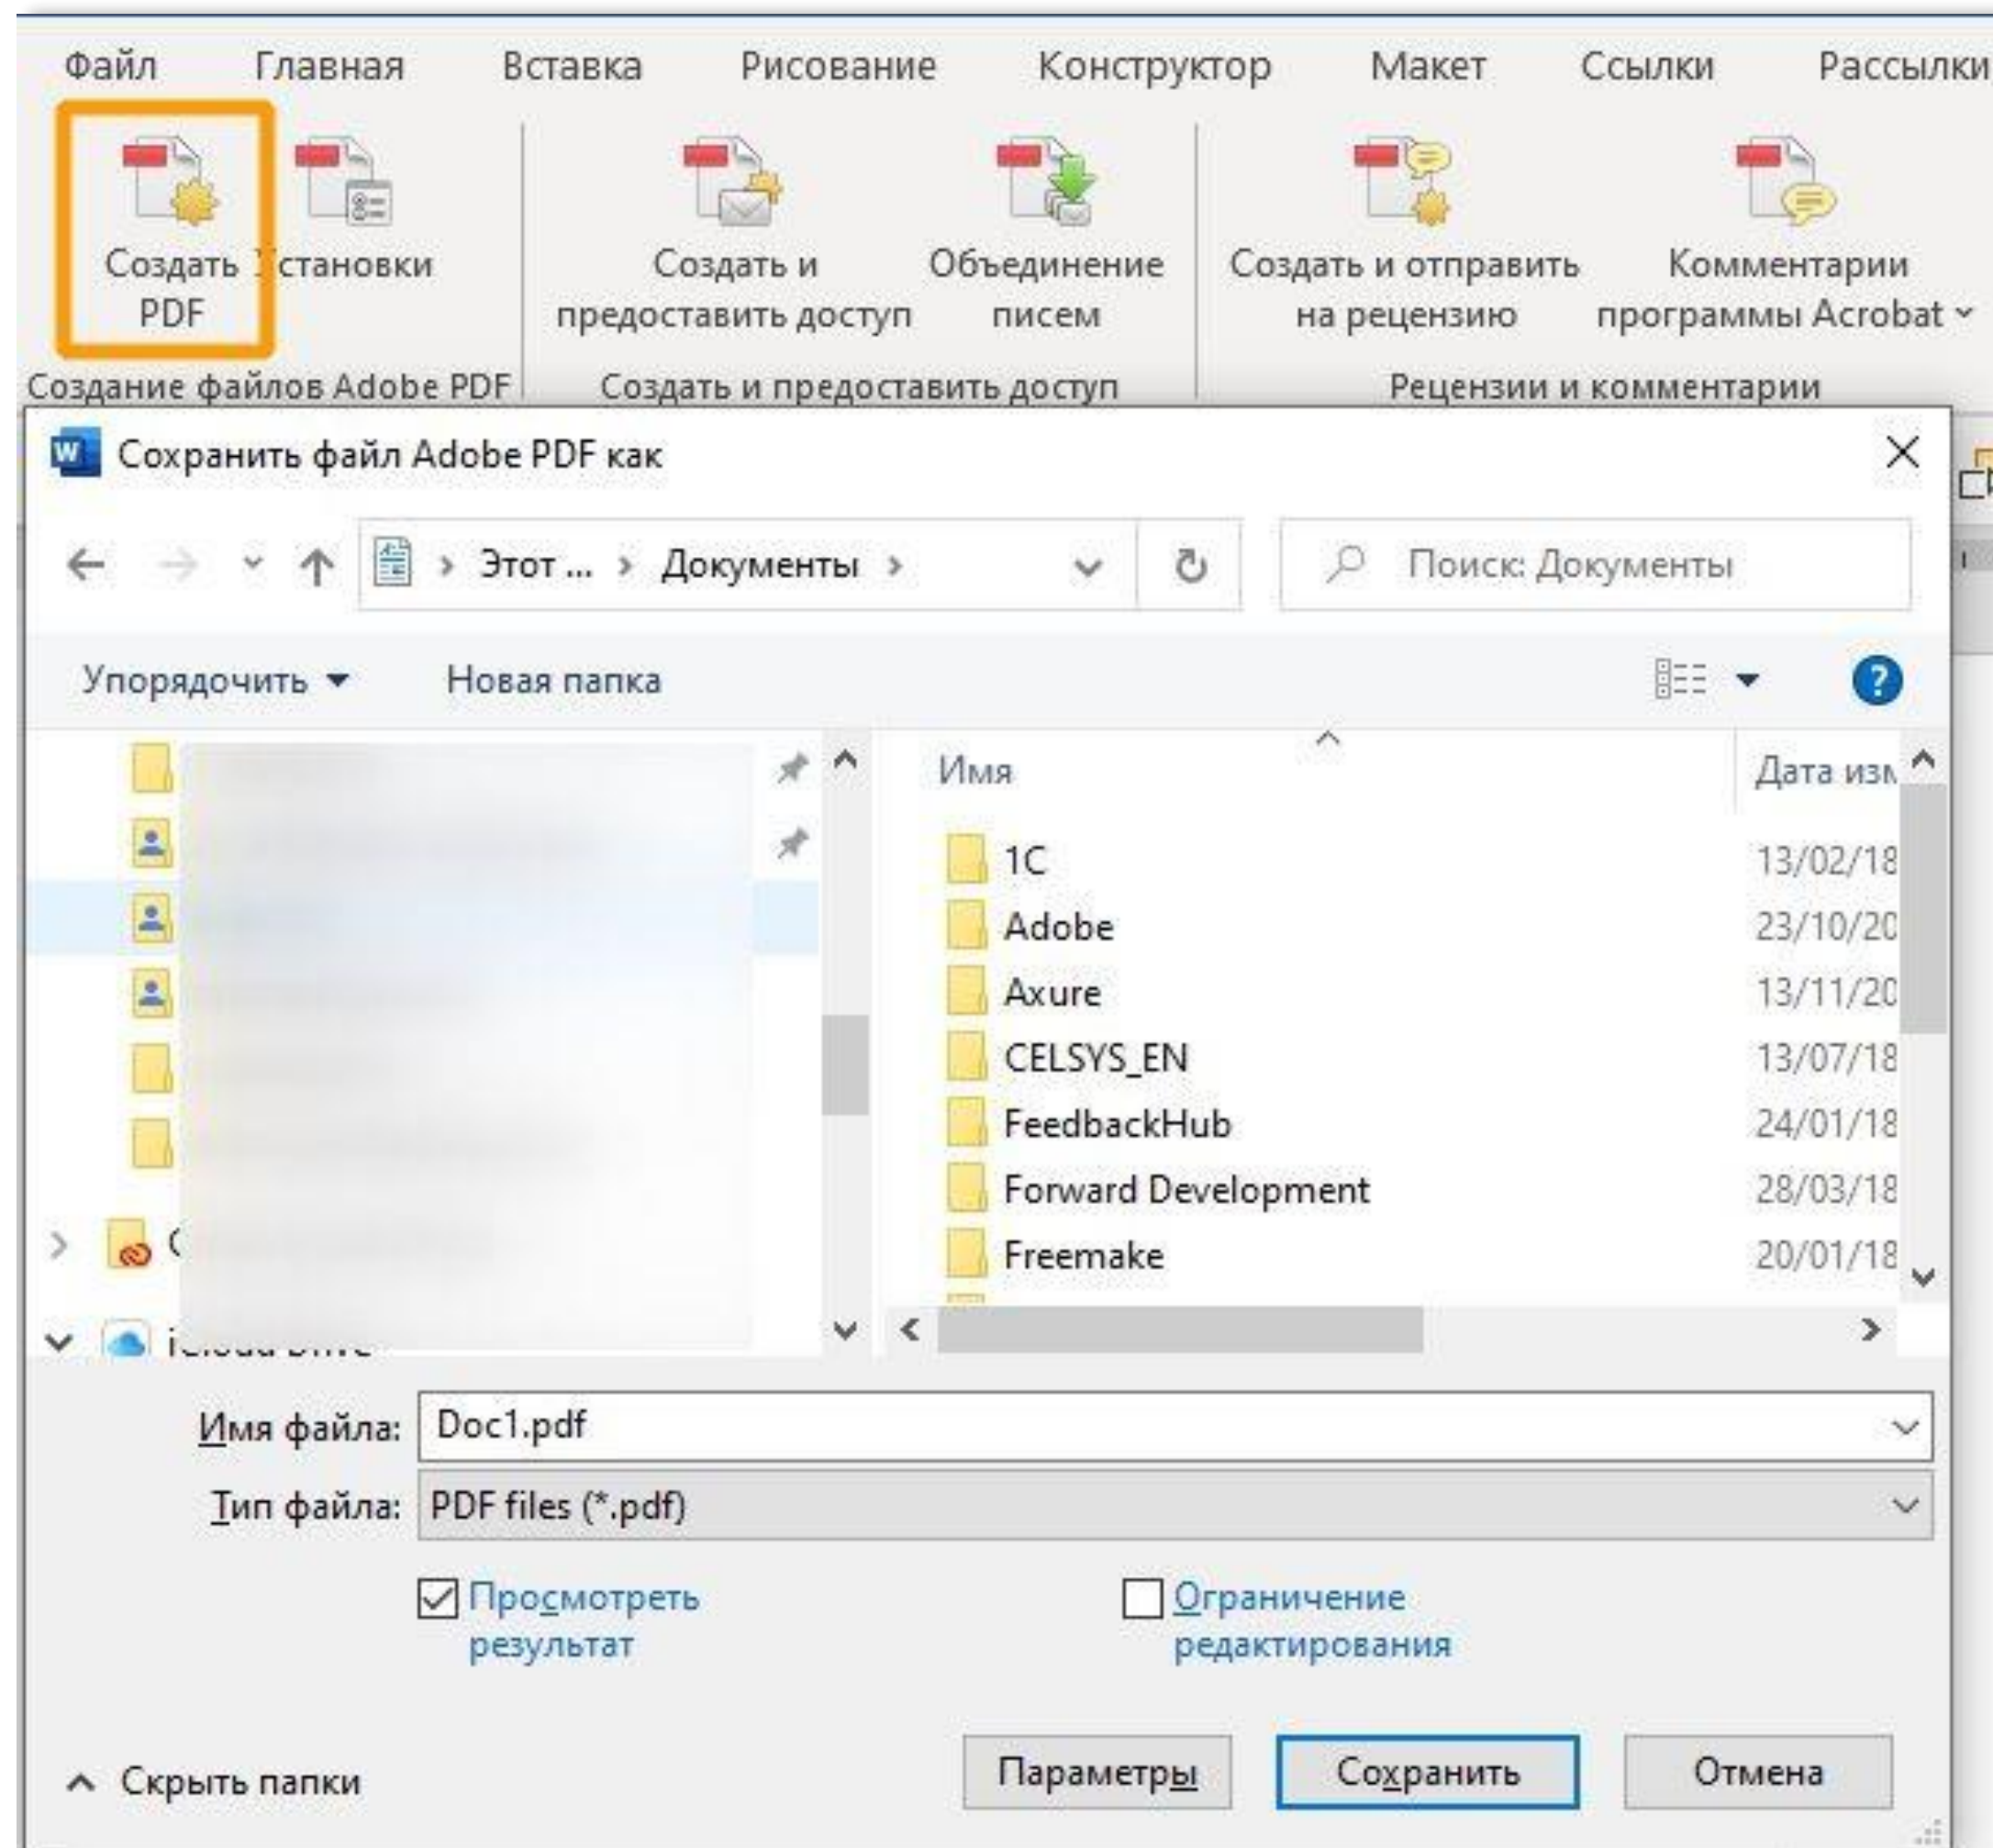 Файл Главная Вставка Рисование Конструктор Макет Ссылки Рассылки
Создать PDF
Установки
Создать и предоставить доступ
Объединение писем
Создать и отправить на рецензию
Комментарии программы Acrobat
Создание файлов Adobe PDF
Создать и предоставить доступ
Рецензии и комментарии
Сохранить файл Adobe PDF как
Этот ... › Документы ›
Поиск: Документы
Упорядочить Новая папка
Имя Дата изм
1C 13/02/18
Adobe 23/10/20
Axure 13/11/20
CELSYS_EN 13/07/18
FeedbackHub 24/01/18
Forward Development 28/03/18
Freemake 20/01/18
Имя файла: Doc1.pdf
Тип файла: PDF files (*.pdf)
Просмотреть результат
Ограничение редактирования
Скрыть папки
Параметры Сохранить Отмена